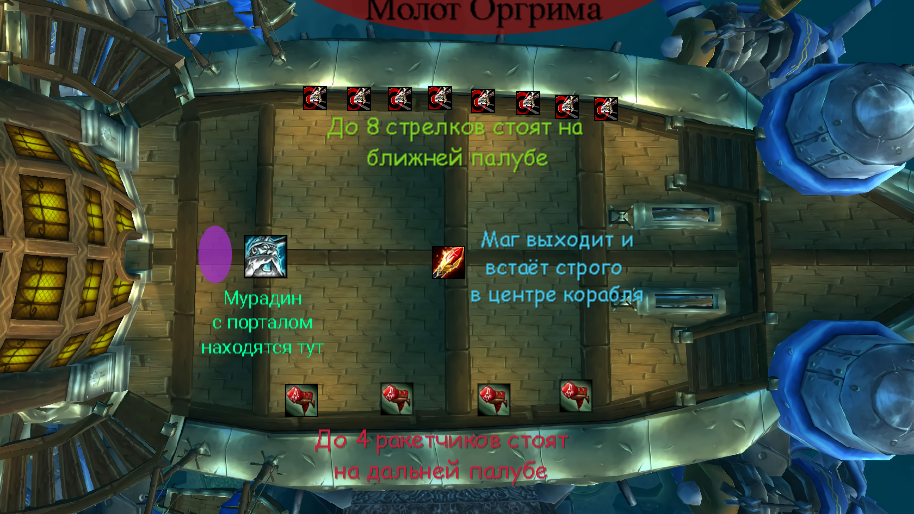 Молот Оргрима
До 8 стрелков стоят на
ближней палубе
Маг выходит и
встаёт строго
в центре корабля
Мурадин
с порталом
находятся тут
До 4 ракетчиков стоят
на дальней палубе